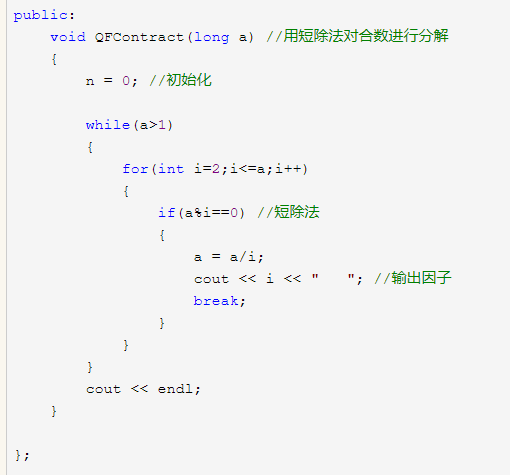 public:
    void QFContract(long a) //用短除法对合数进行分解
    {
        n = 0; //初始化

        while(a>1)
        {
            for(int i=2;i<=a;i++)
            {
                if(a%i==0) //短除法
                {
                    a = a/i;
                    cout << i << "   "; //输出因子
                    break;
                }
            }
        }
        cout << endl;
    }

};